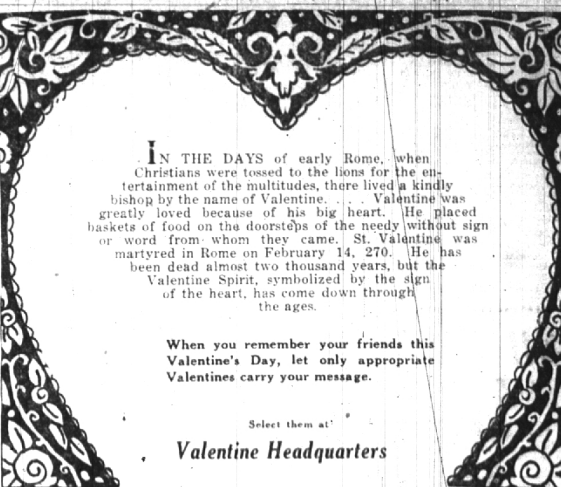 IN THE DAYS of early Rome, when
Christians were tossed to the lions for the en-
tertainment of the multitudes, there lived a kindly
bishop by the name of Valentine. . . . Valentine was
greatly loved because of his big heart. He placed
baskets of food on the doorsteps of the needy without sign
or word from whom they came. St. Valentine was
martyred in Rome on February 14, 270. He has
been dead almost two thousand years, but the
Valentine Spirit, symbolized by the sign
of the heart, has come down through
the ages.
When you remember your friends this
Valentine's Day, let only appropriate
Valentines carry your message.
Select them at
Valentine Headquarters